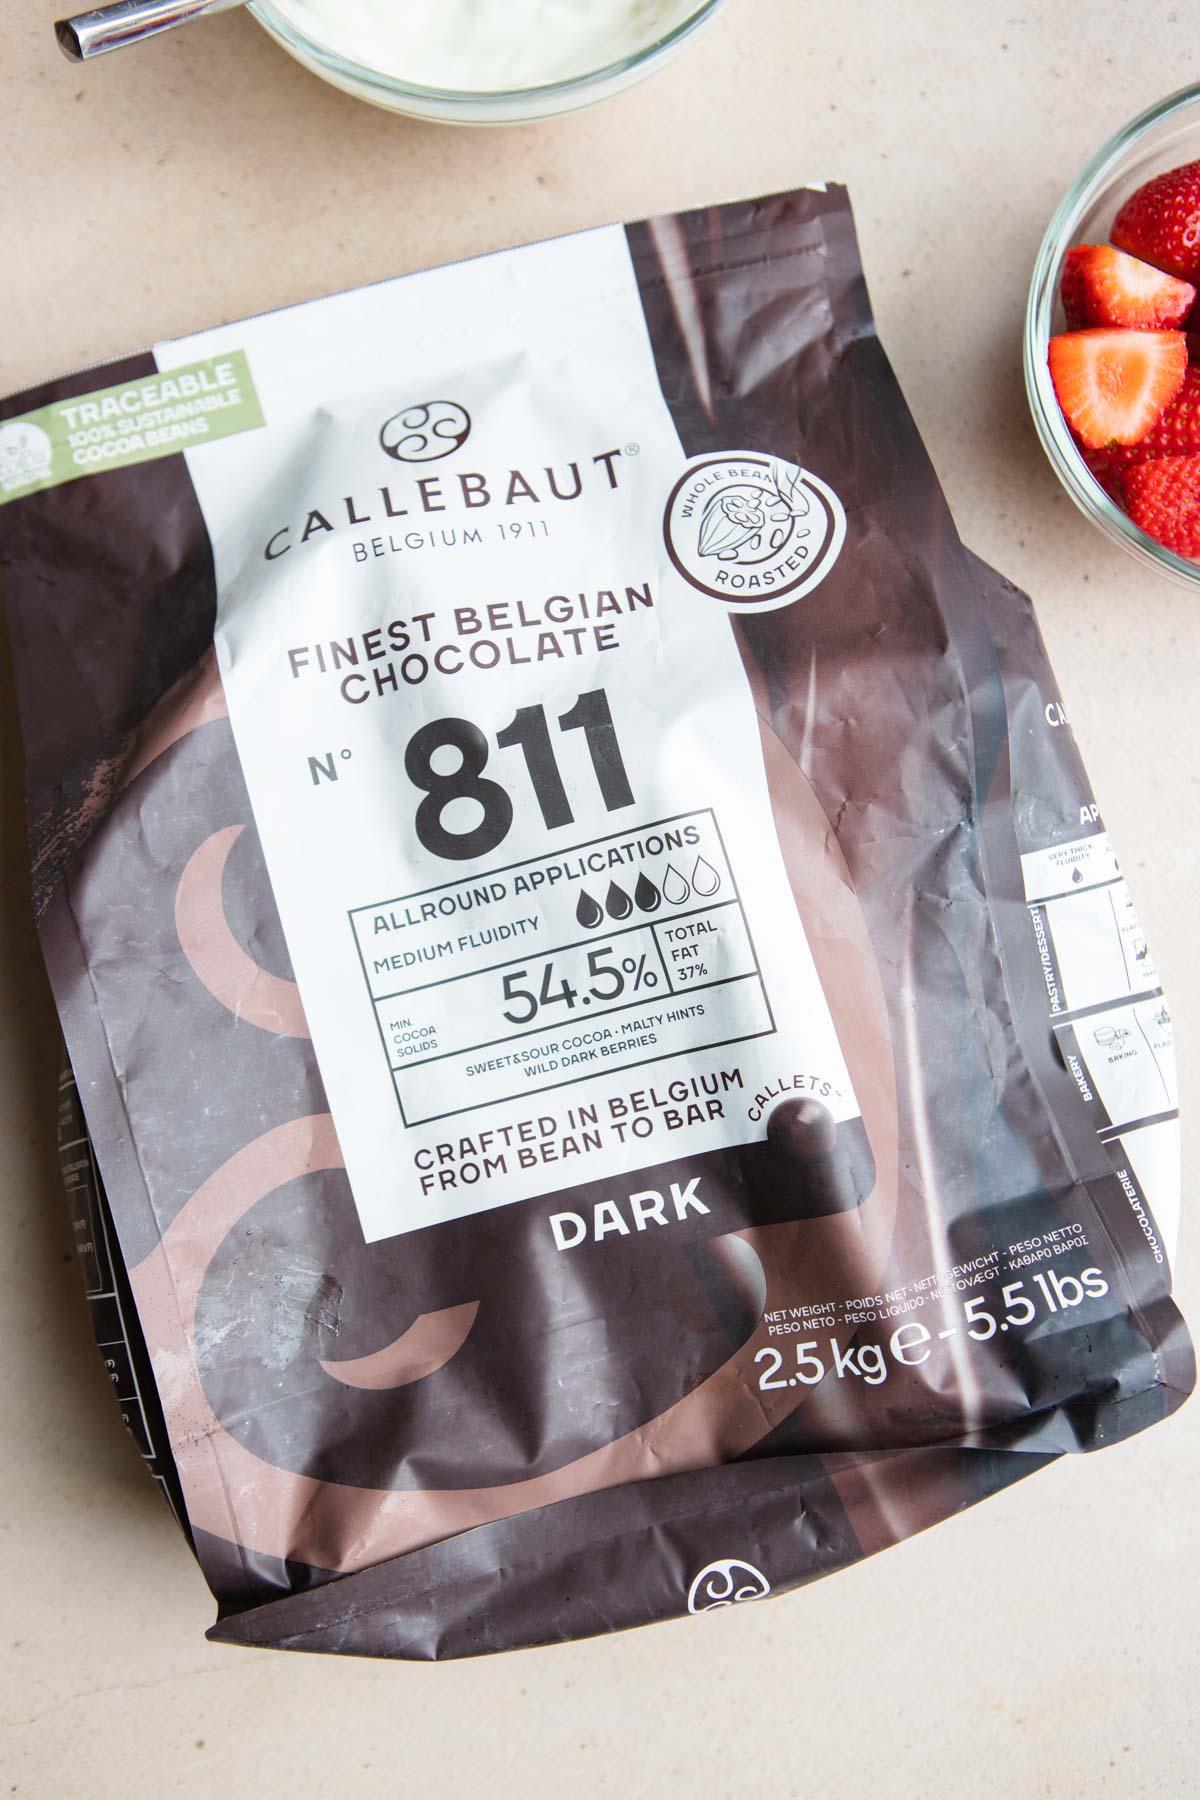 TRACEABLE
100% SUSTAINABLE
COCOA BEANS
CALLEBAUT®
BELGIUM 1911
WHOLE BEAN
ROASTED
FINEST BELGIAN
CHOCOLATE
N° 811
ALLROUND APPLICATIONS
MEDIUM FLUIDITY
MIN.
COCOA
SOLIDS
54.5%
TOTAL
FAT
37%
SWEET&SOUR COCOA · MALTY HINTS
WILD DARK BERRIES
CRAFTED IN BELGIUM
FROM BEAN TO BAR
CALLETS™
DARK
NET WEIGHT - POIDS NET - NETTOGEWICHT - PESO NETTO
PESO NETO - PESO LIQUIDO - NETTOVÆGT - ΚΑΘΑΡΟ ΒΑΡΟΣ
2.5 kg e - 5.5 lbs
CA
AP
VERY THICK
FLUIDITY
PASTRY/DESSERT
BAKERY
BAKING
CHOCOLATERIE